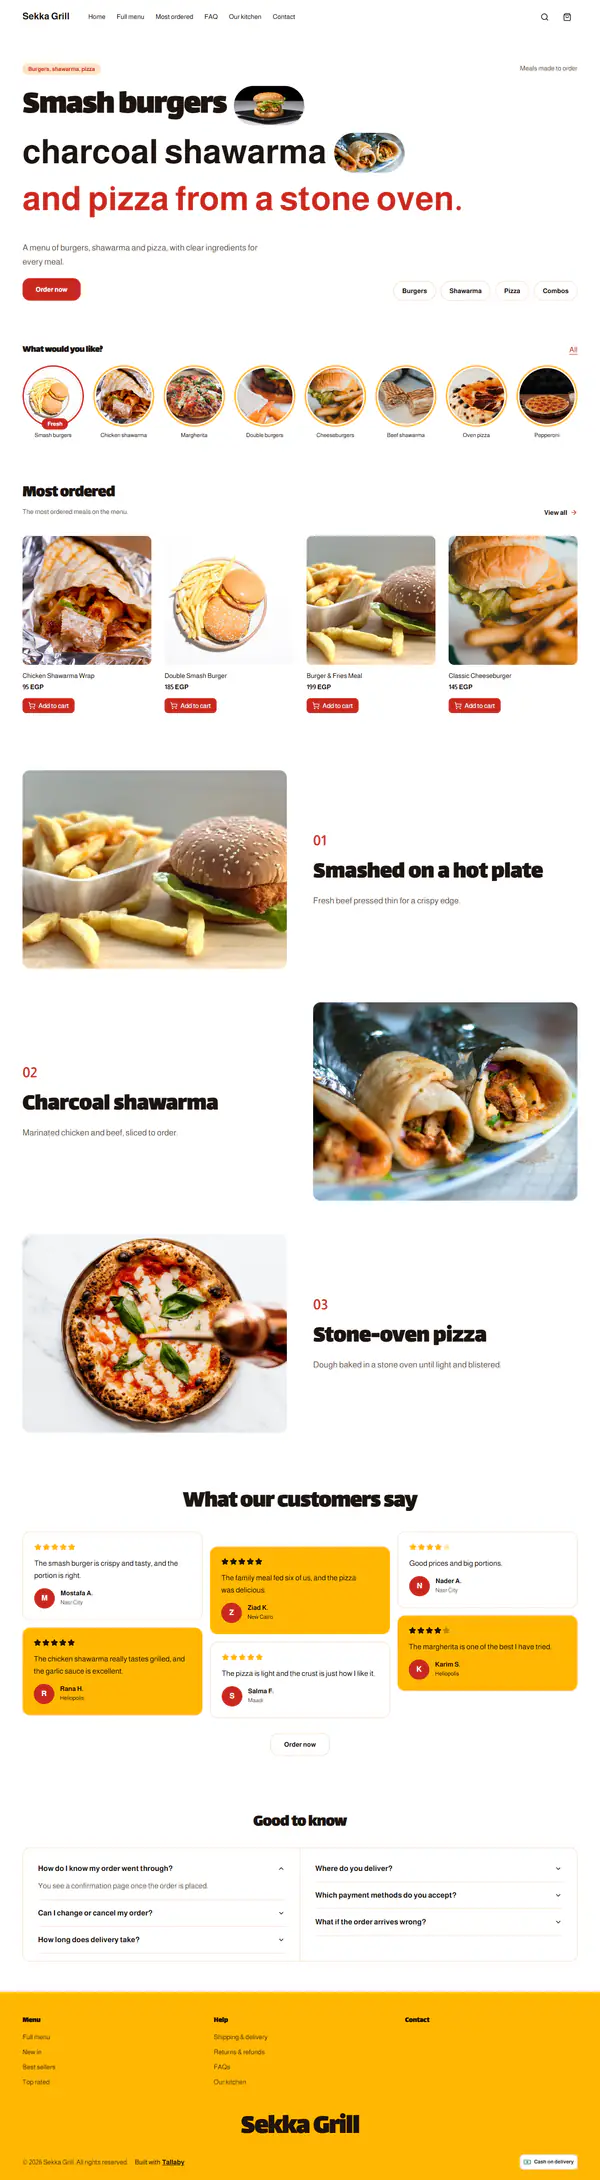 Sekka Grill
Home Full menu Most ordered FAQ Our kitchen Contact
Burgers, shawarma, pizza
Meals made to order
Smash burgers
charcoal shawarma
and pizza from a stone oven.
A menu of burgers, shawarma and pizza, with clear ingredients for
every meal.
Order now
Burgers Shawarma Pizza Combos
What would you like?
All
Fresh
Smash burgers Chicken shawarma Margherita Double burgers Cheeseburgers Beef shawarma Oven pizza Pepperoni
Most ordered
The most ordered meals on the menu.
View all
Chicken Shawarma Wrap
95 EGP
Add to cart
Double Smash Burger
185 EGP
Add to cart
Burger & Fries Meal
199 EGP
Add to cart
Classic Cheeseburger
145 EGP
Add to cart
01
Smashed on a hot plate
Fresh beef pressed thin for a crispy edge.
02
Charcoal shawarma
Marinated chicken and beef, sliced to order.
03
Stone-oven pizza
Dough baked in a stone oven until light and blistered.
What our customers say
The smash burger is crispy and tasty, and the
portion is right.
M
Mostafa A.
Nasr City
The chicken shawarma really tastes grilled, and
the garlic sauce is excellent.
R
Rana H.
Heliopolis
The family meal fed six of us, and the pizza
was delicious.
Z
Ziad K.
New Cairo
The pizza is light and the crust is just how I like it.
S
Salma F.
Maadi
Good prices and big portions.
N
Nader A.
Nasr City
The margherita is one of the best I have tried.
K
Karim S.
Heliopolis
Order now
Good to know
How do I know my order went through?
You see a confirmation page once the order is placed.
Can I change or cancel my order?
How long does delivery take?
Where do you deliver?
Which payment methods do you accept?
What if the order arrives wrong?
Menu
Full menu
New in
Best sellers
Top rated
Help
Shipping & delivery
Returns & refunds
FAQs
Our kitchen
Contact
Sekka Grill
© 2026 Sekka Grill. All rights reserved. Built with Tallaby
Cash on delivery